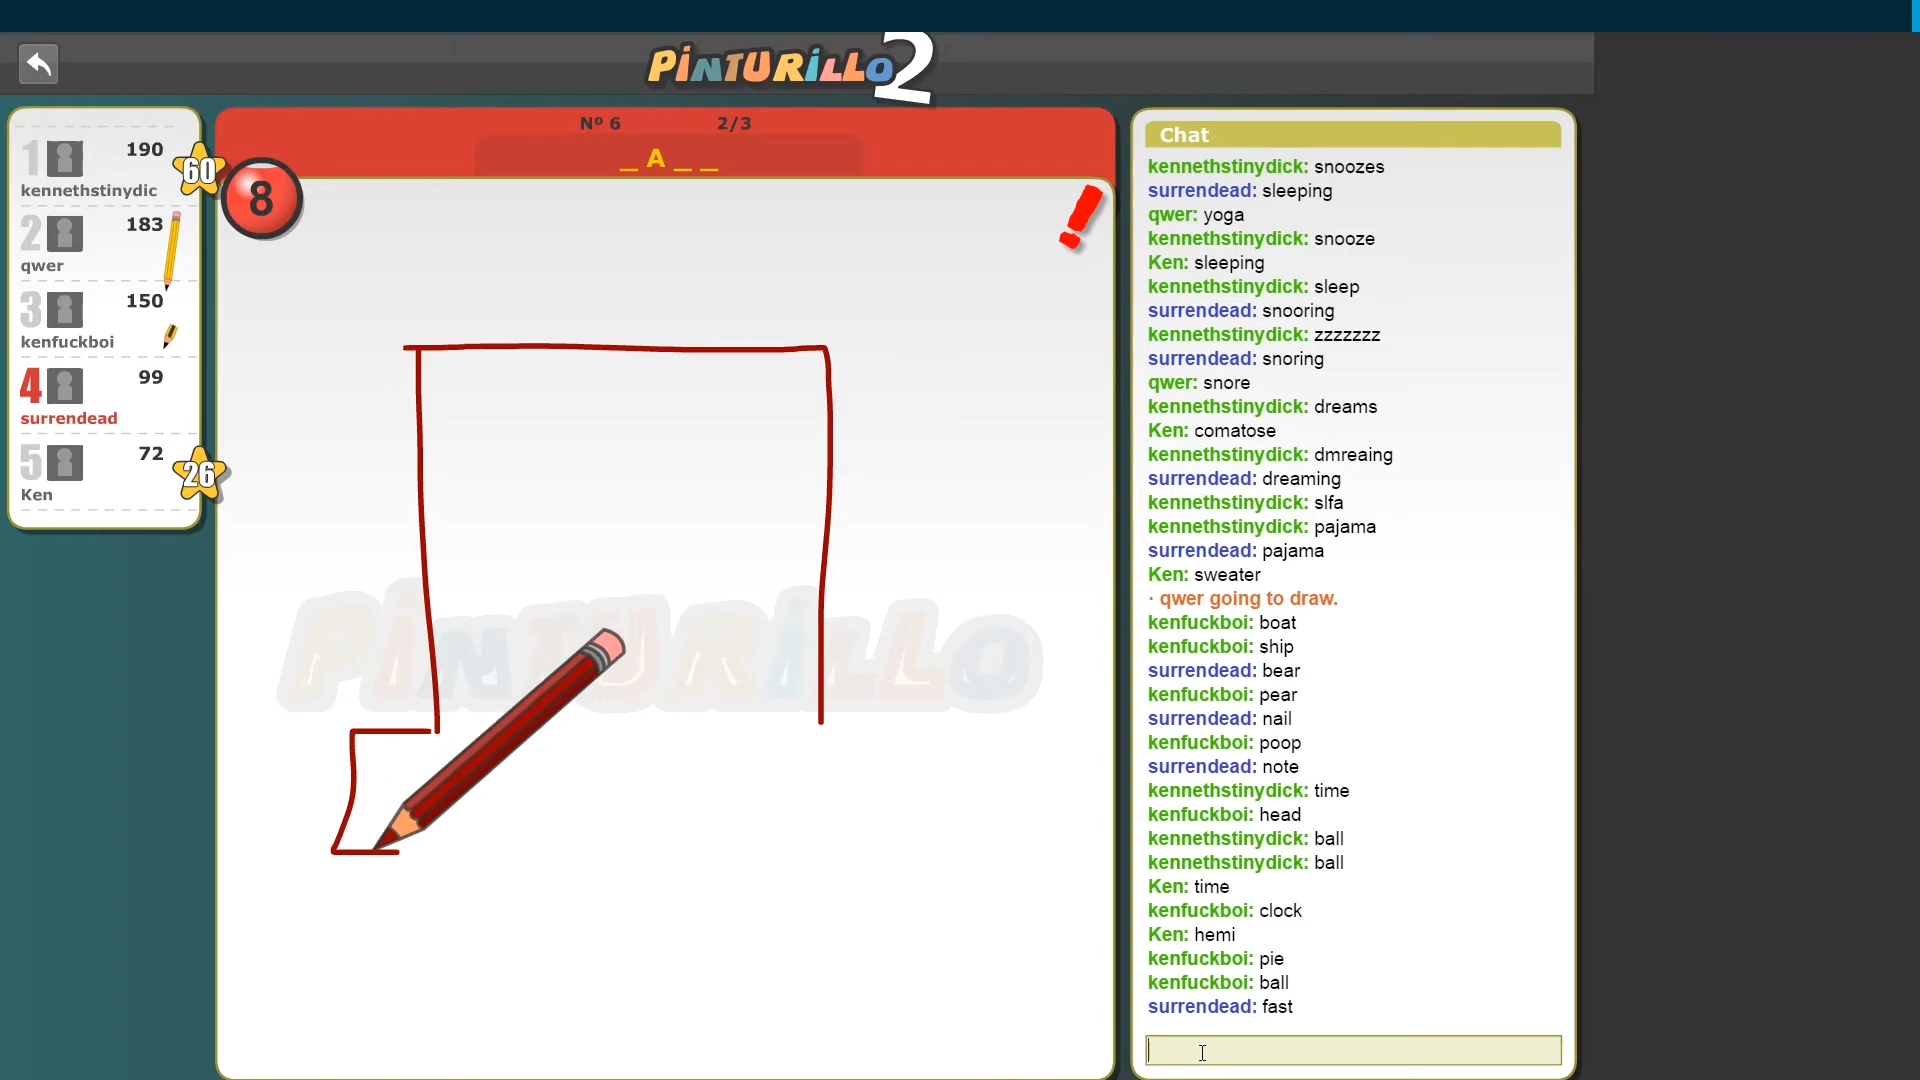 PINTURILLO 2
Nº 6 2/3
_ A _ _
8
1 190 60
kennethstinydic
2 183
qwer
3 150
kenfuckboi
4 99
surrendead
5 72 26
Ken
PINTURILLO
Chat
kennethstinydick: snoozes
surrendead: sleeping
qwer: yoga
kennethstinydick: snooze
Ken: sleeping
kennethstinydick: sleep
surrendead: snooring
kennethstinydick: zzzzzzz
surrendead: snoring
qwer: snore
kennethstinydick: dreams
Ken: comatose
kennethstinydick: dmreaing
surrendead: dreaming
kennethstinydick: slfa
kennethstinydick: pajama
surrendead: pajama
Ken: sweater
· qwer going to draw.
kenfuckboi: boat
kenfuckboi: ship
surrendead: bear
kenfuckboi: pear
surrendead: nail
kenfuckboi: poop
surrendead: note
kennethstinydick: time
kenfuckboi: head
kennethstinydick: ball
kennethstinydick: ball
Ken: time
kenfuckboi: clock
Ken: hemi
kenfuckboi: pie
kenfuckboi: ball
surrendead: fast